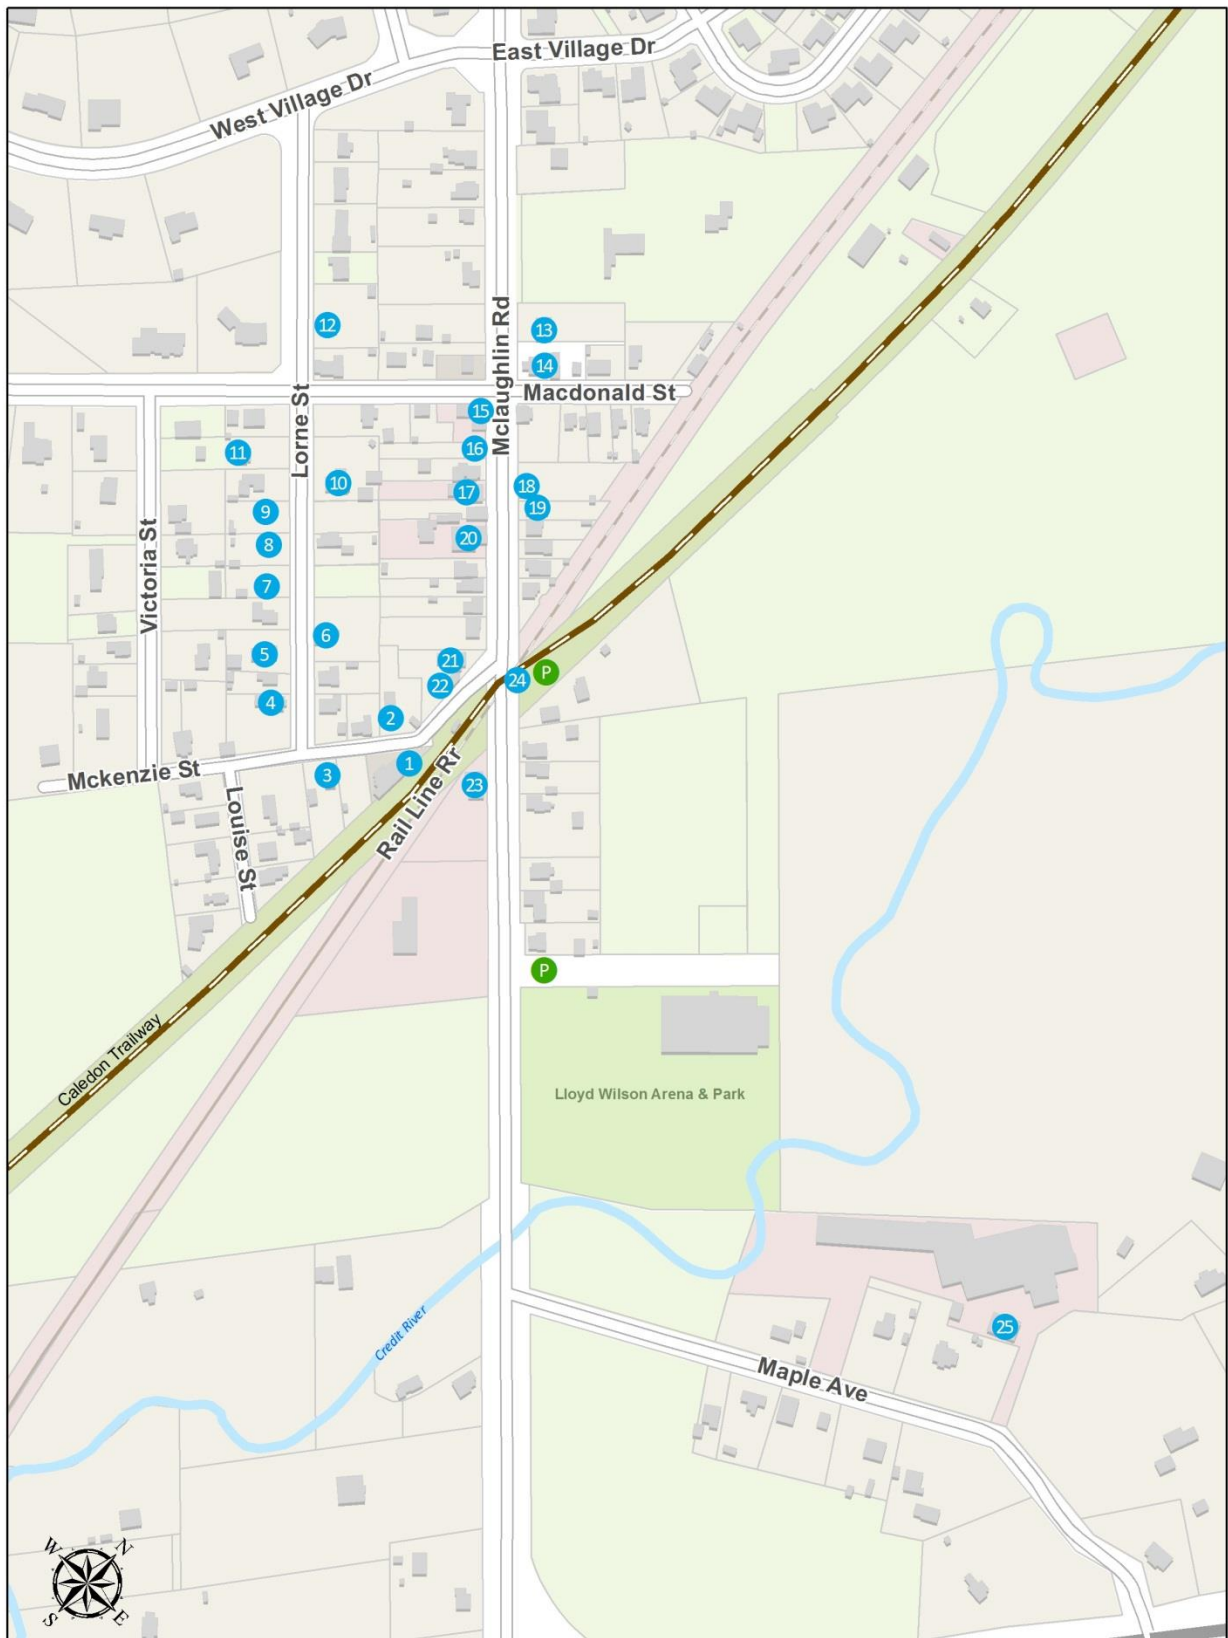 East Village Dr
West Village Dr
12
13
14
Mclaughlin Rd
Macdonald St
Lorne St
15
11
16
10
17
18
9
19
8
20
Victoria St
7
6
5
21
P
22
24
4
2
1
Mckenzie St
3
23
Rail Line Rr
Louise St
P
Caledon Trailway
Lloyd Wilson Arena & Park
Credit River
25
Maple Ave
W N
S E